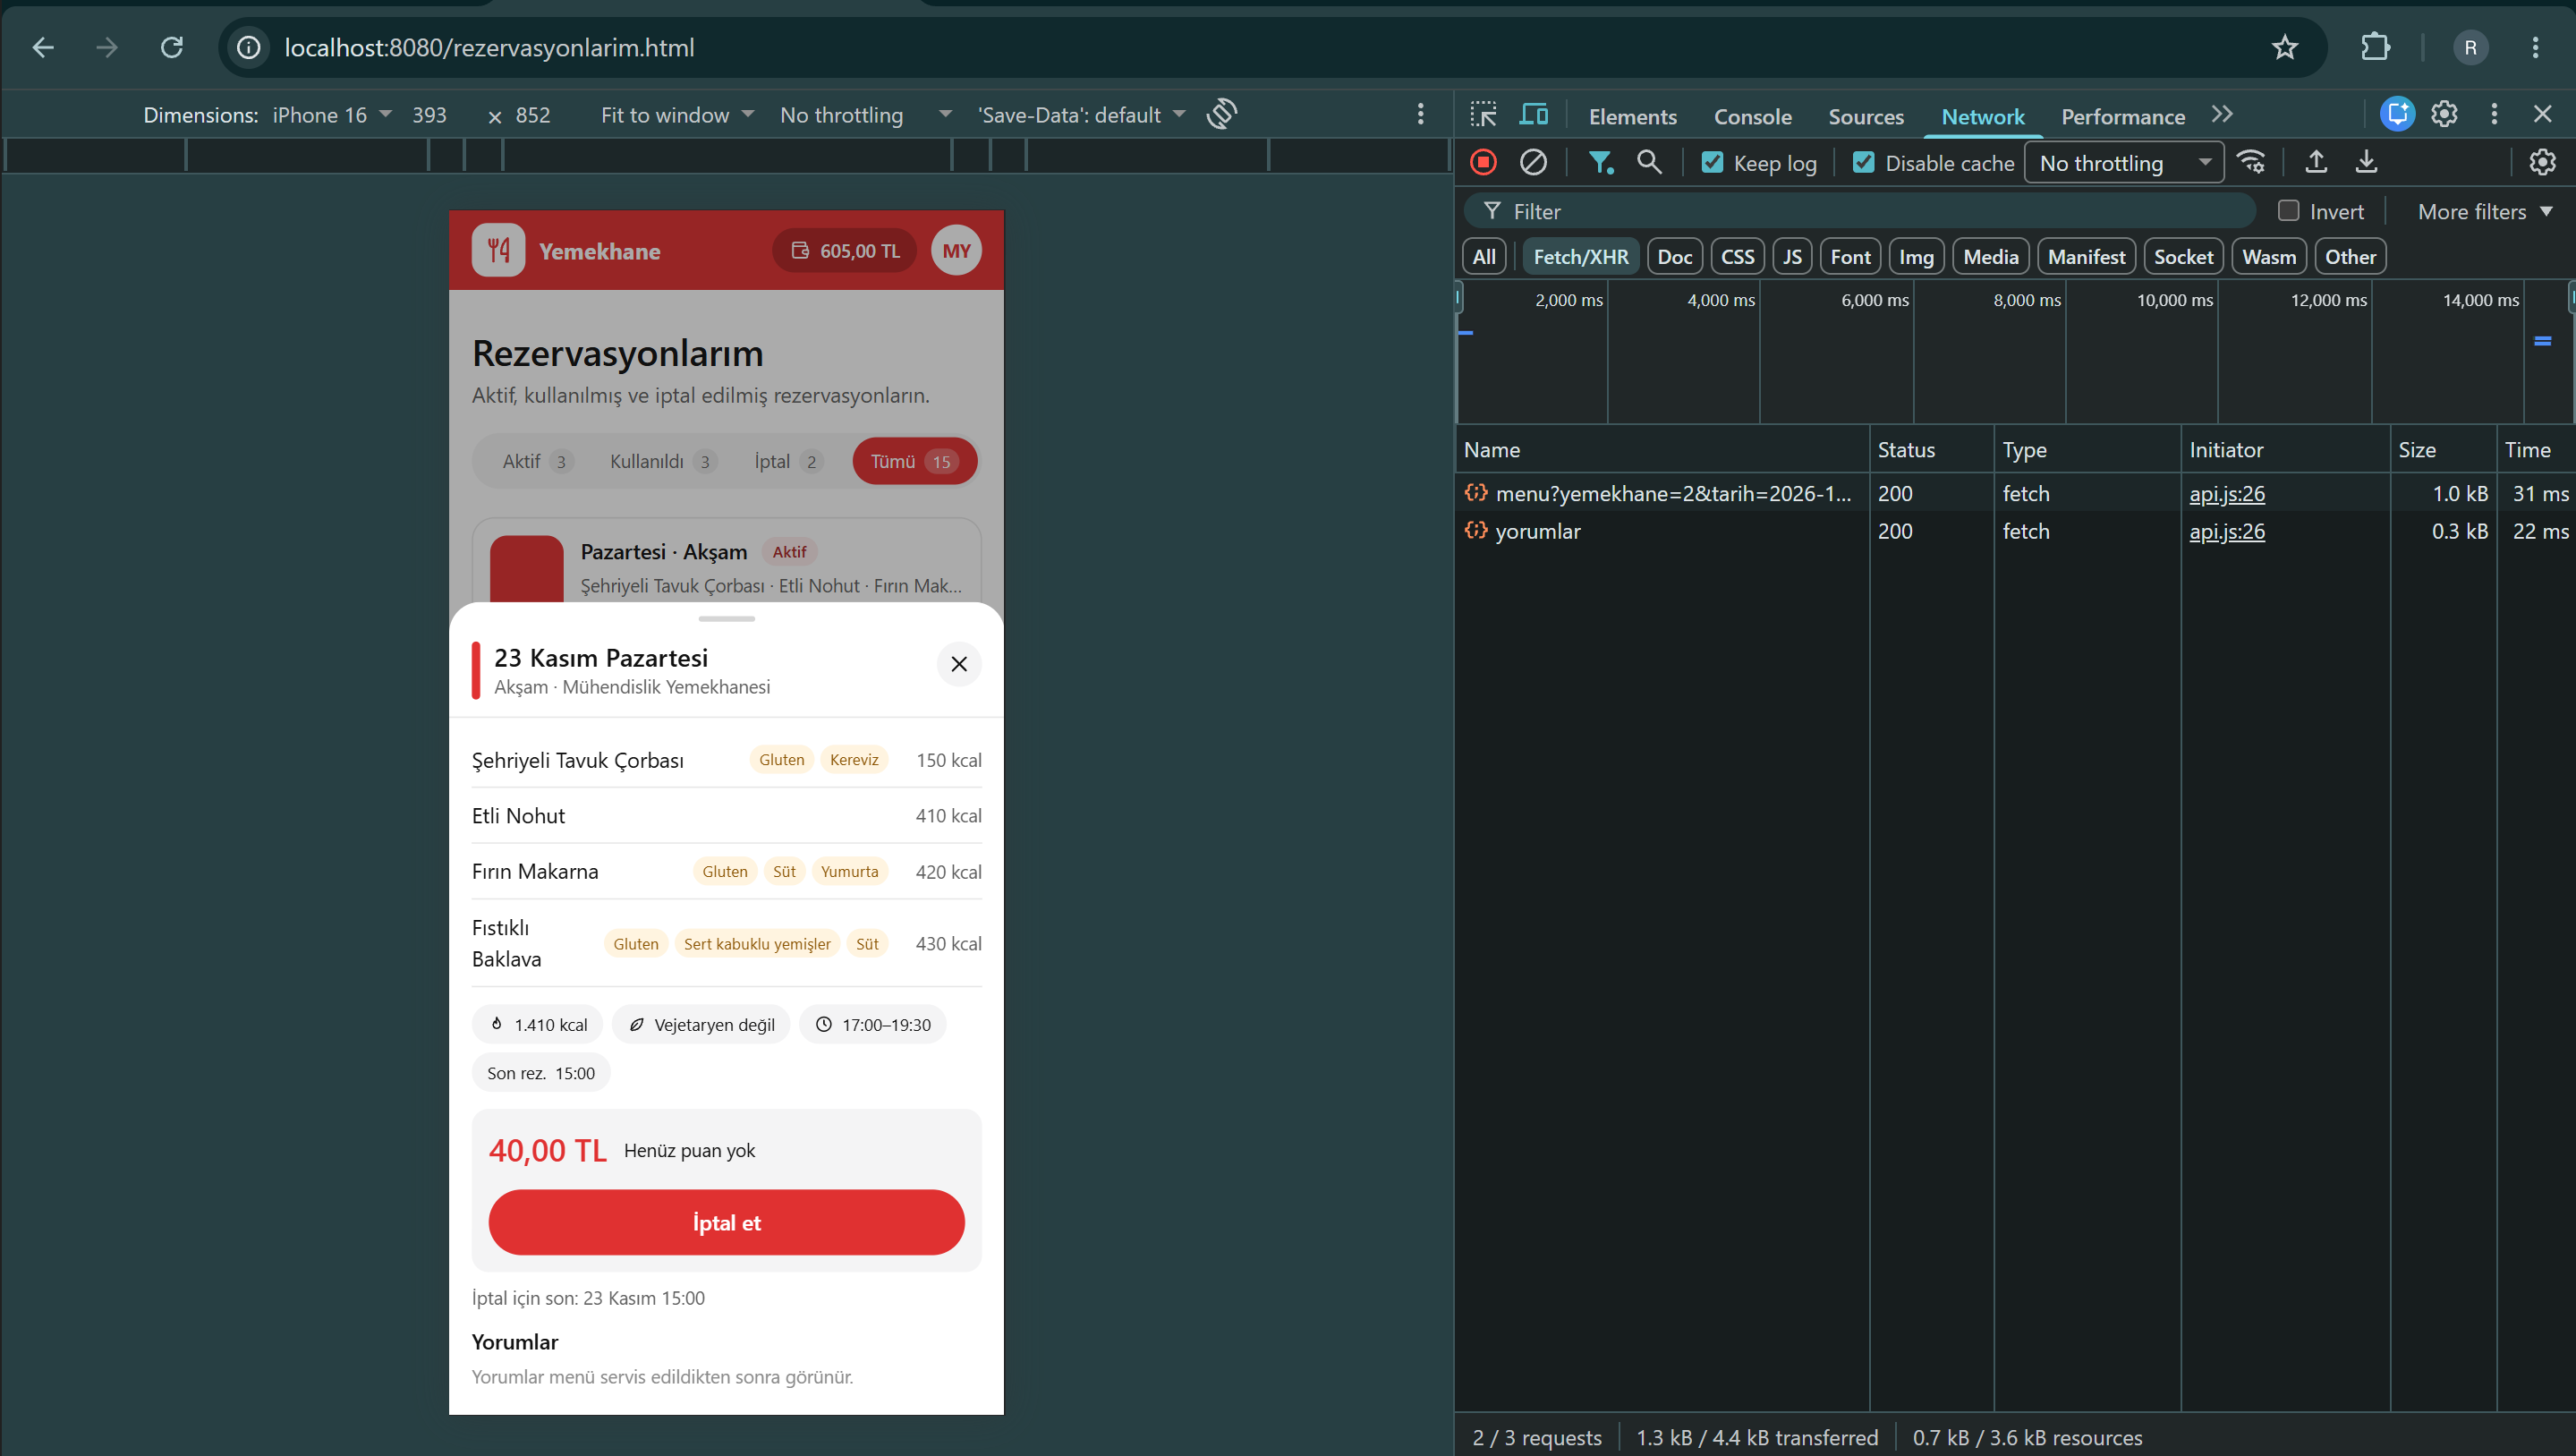 localhost:8080/rezervasyonlarim.html
R
Dimensions: iPhone 16 393 × 852 Fit to window No throttling 'Save-Data': default
Elements Console Sources Network Performance
Keep log Disable cache No throttling
Filter Invert More filters
All Fetch/XHR Doc CSS JS Font Img Media Manifest Socket Wasm Other
2,000 ms 4,000 ms 6,000 ms 8,000 ms 10,000 ms 12,000 ms 14,000 ms
Name Status Type Initiator Size Time
menu?yemekhane=2&tarih=2026-1... 200 fetch api.js:26 1.0 kB 31 ms
yorumlar 200 fetch api.js:26 0.3 kB 22 ms
2 / 3 requests 1.3 kB / 4.4 kB transferred 0.7 kB / 3.6 kB resources
Yemekhane 605,00 TL MY
Rezervasyonlarım
Aktif, kullanılmış ve iptal edilmiş rezervasyonların.
Aktif 3 Kullanıldı 3 İptal 2 Tümü 15
Pazartesi · Akşam Aktif
Şehriyeli Tavuk Çorbası · Etli Nohut · Fırın Mak...
23 Kasım Pazartesi
Akşam · Mühendislik Yemekhanesi
Şehriyeli Tavuk Çorbası Gluten Kereviz 150 kcal
Etli Nohut 410 kcal
Fırın Makarna Gluten Süt Yumurta 420 kcal
Fıstıklı
Baklava Gluten Sert kabuklu yemişler Süt 430 kcal
1.410 kcal Vejetaryen değil 17:00–19:30
Son rez. 15:00
40,00 TL Henüz puan yok
İptal et
İptal için son: 23 Kasım 15:00
Yorumlar
Yorumlar menü servis edildikten sonra görünür.